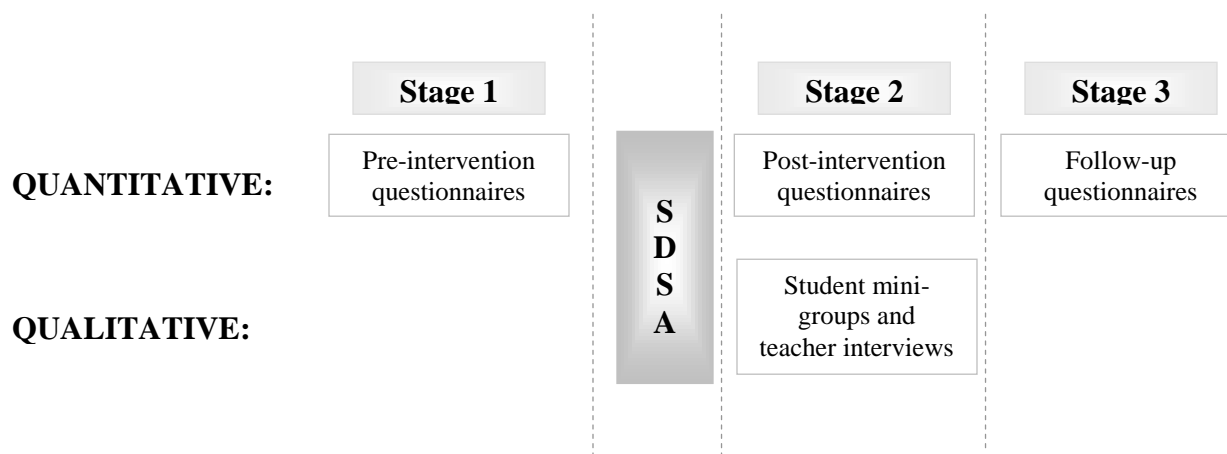 Stage 1
Stage 2
Stage 3
QUANTITATIVE:
Pre-intervention
questionnaires
S
D
S
A
Post-intervention
questionnaires
Follow-up
questionnaires
QUALITATIVE:
Student mini-
groups and
teacher interviews